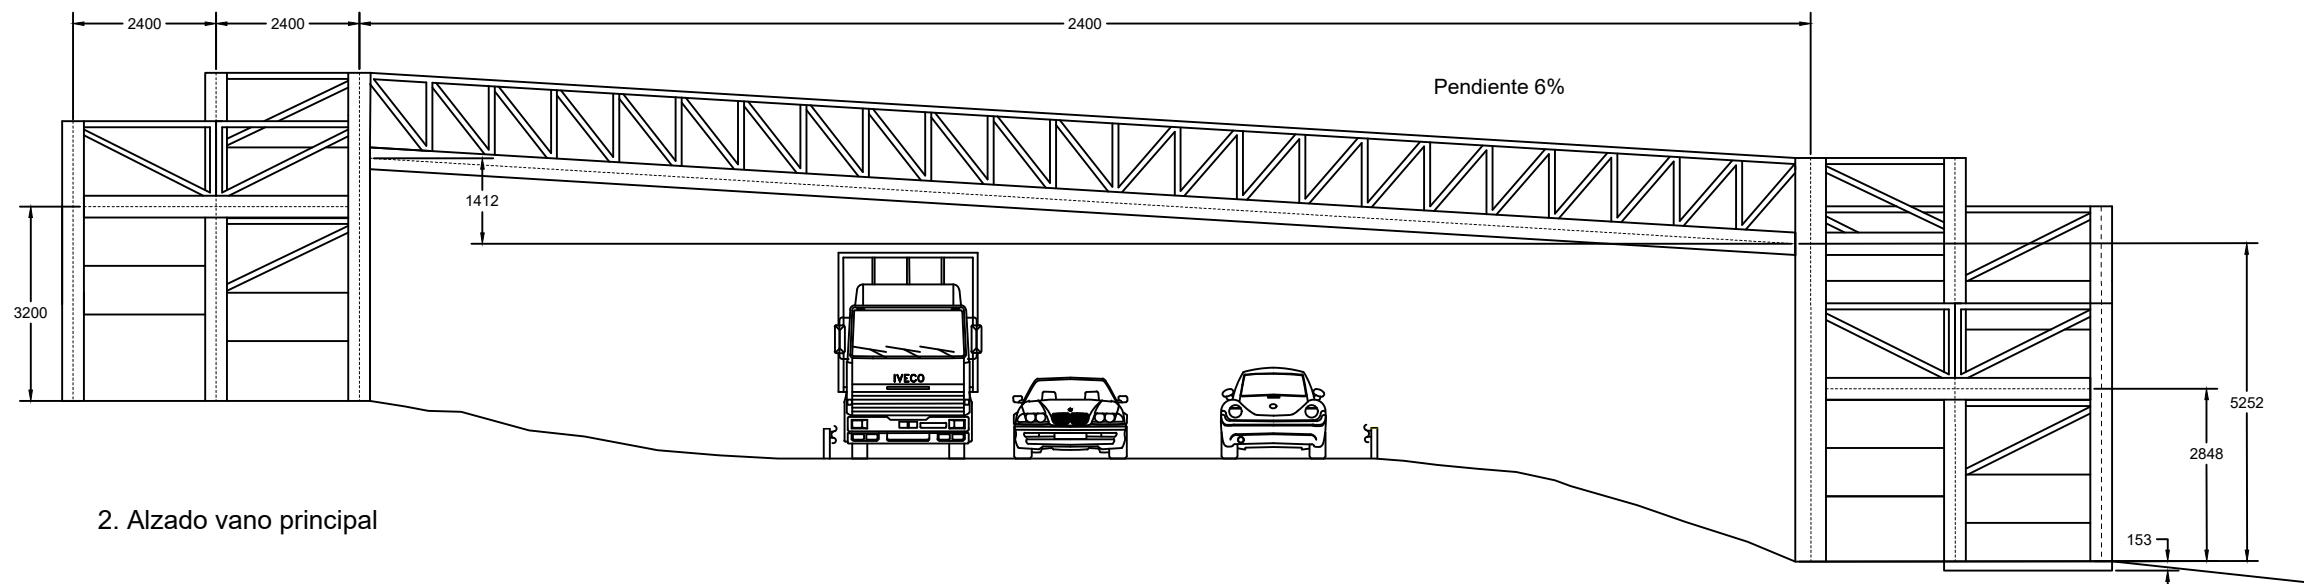 2400 2400 2400
Pendiente 6%
1412
3200
IVECO
5252
2848
2. Alzado vano principal
153